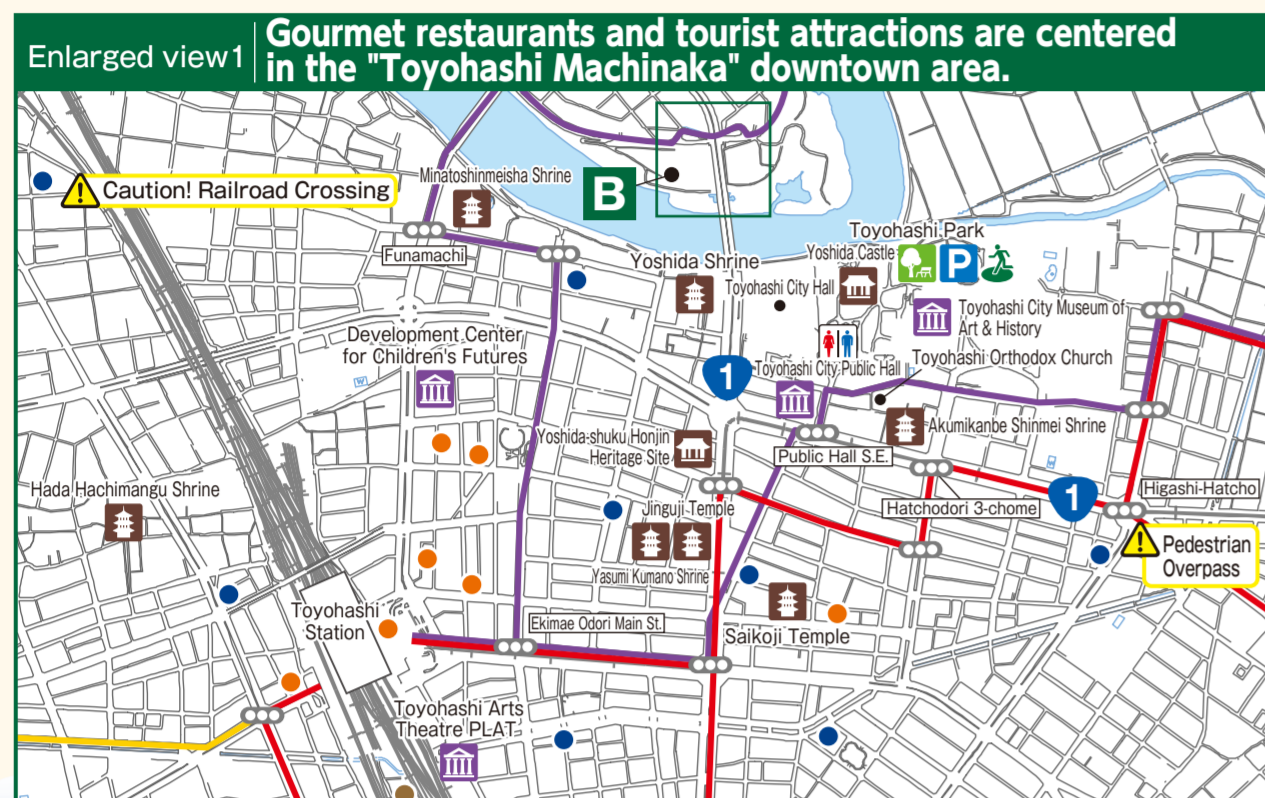 Enlarged view1
Gourmet restaurants and tourist attractions are centered
in the "Toyohashi Machinaka" downtown area.
Caution! Railroad Crossing
Minatoshinmeisha Shrine
B
Funamachi
Toyohashi Park
Yoshida Shrine
Yoshida Castle
P
Toyohashi City Hall
Toyohashi City Museum of
Art & History
Development Center
for Children's Futures
Toyohashi Orthodox Church
Toyohashi City Public Hall
1
W
Akumikanbe Shinmei Shrine
Yoshida-shuku Honjin
Heritage Site
Public Hall S.E.
W
Hada Hachimangu Shrine
Higashi-Hatcho
1
Hatchodori 3-chome
Jinguji Temple
Pedestrian
Overpass
Yasumi Kumano Shrine
Toyohashi
Station
Ekimae Odori Main St.
Saikoji Temple
Toyohashi Arts
Theatre PLAT